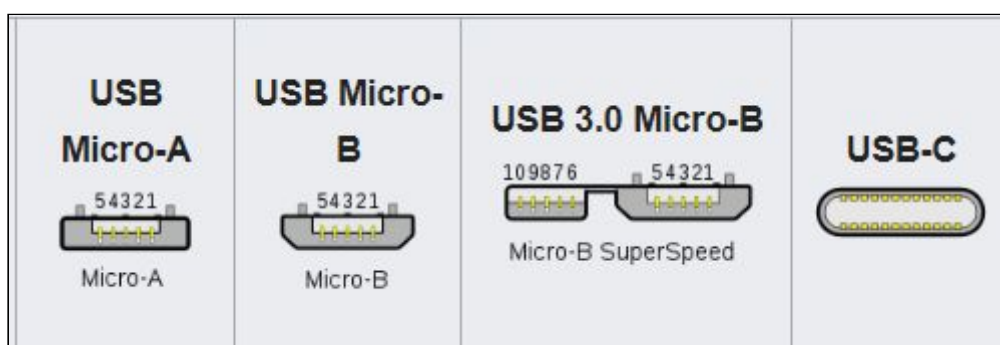 USB
Micro-A
54321
Micro-A
USB Micro-
B
54321
Micro-B
USB 3.0 Micro-B
109876 54321
Micro-B SuperSpeed
USB-C